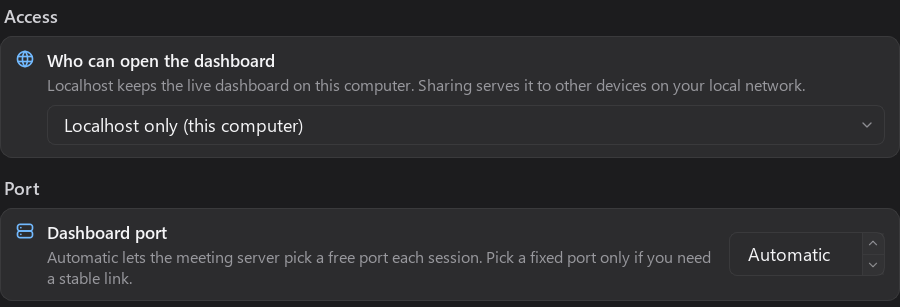 Access
Who can open the dashboard
Localhost keeps the live dashboard on this computer. Sharing serves it to other devices on your local network.
Localhost only (this computer)
Port
Dashboard port
Automatic lets the meeting server pick a free port each session. Pick a fixed port only if you need
a stable link.
Automatic